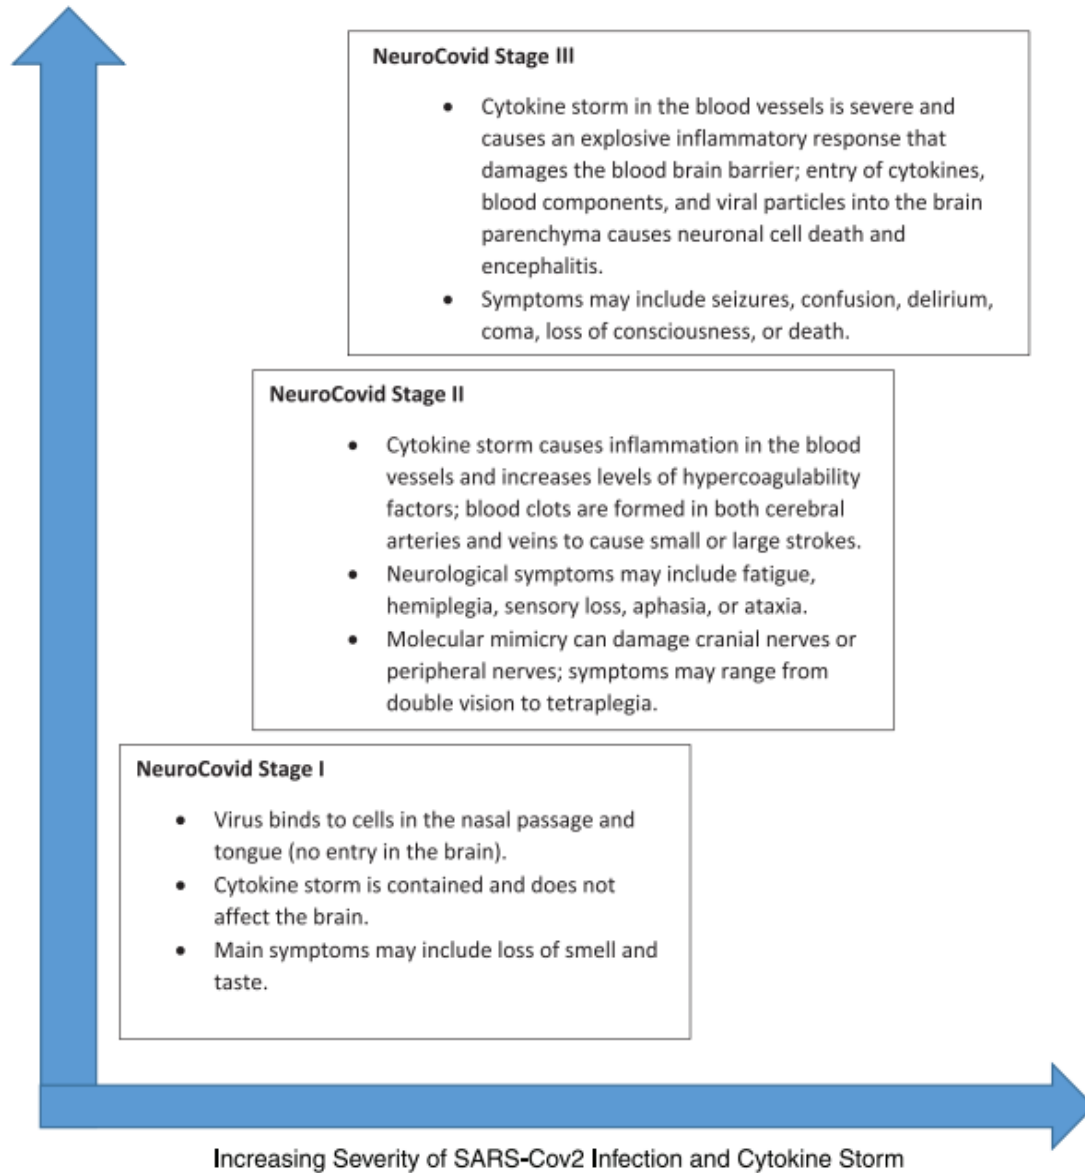 NeuroCovid Stage III
• Cytokine storm in the blood vessels is severe and
causes an explosive inflammatory response that
damages the blood brain barrier; entry of cytokines,
blood components, and viral particles into the brain
parenchyma causes neuronal cell death and
encephalitis.
• Symptoms may include seizures, confusion, delirium,
coma, loss of consciousness, or death.
NeuroCovid Stage II
• Cytokine storm causes inflammation in the blood
vessels and increases levels of hypercoagulability
factors; blood clots are formed in both cerebral
arteries and veins to cause small or large strokes.
• Neurological symptoms may include fatigue,
hemiplegia, sensory loss, aphasia, or ataxia.
• Molecular mimicry can damage cranial nerves or
peripheral nerves; symptoms may range from
double vision to tetraplegia.
NeuroCovid Stage I
• Virus binds to cells in the nasal passage and
tongue (no entry in the brain).
• Cytokine storm is contained and does not
affect the brain.
• Main symptoms may include loss of smell and
taste.
Increasing Severity of SARS-Cov2 Infection and Cytokine Storm